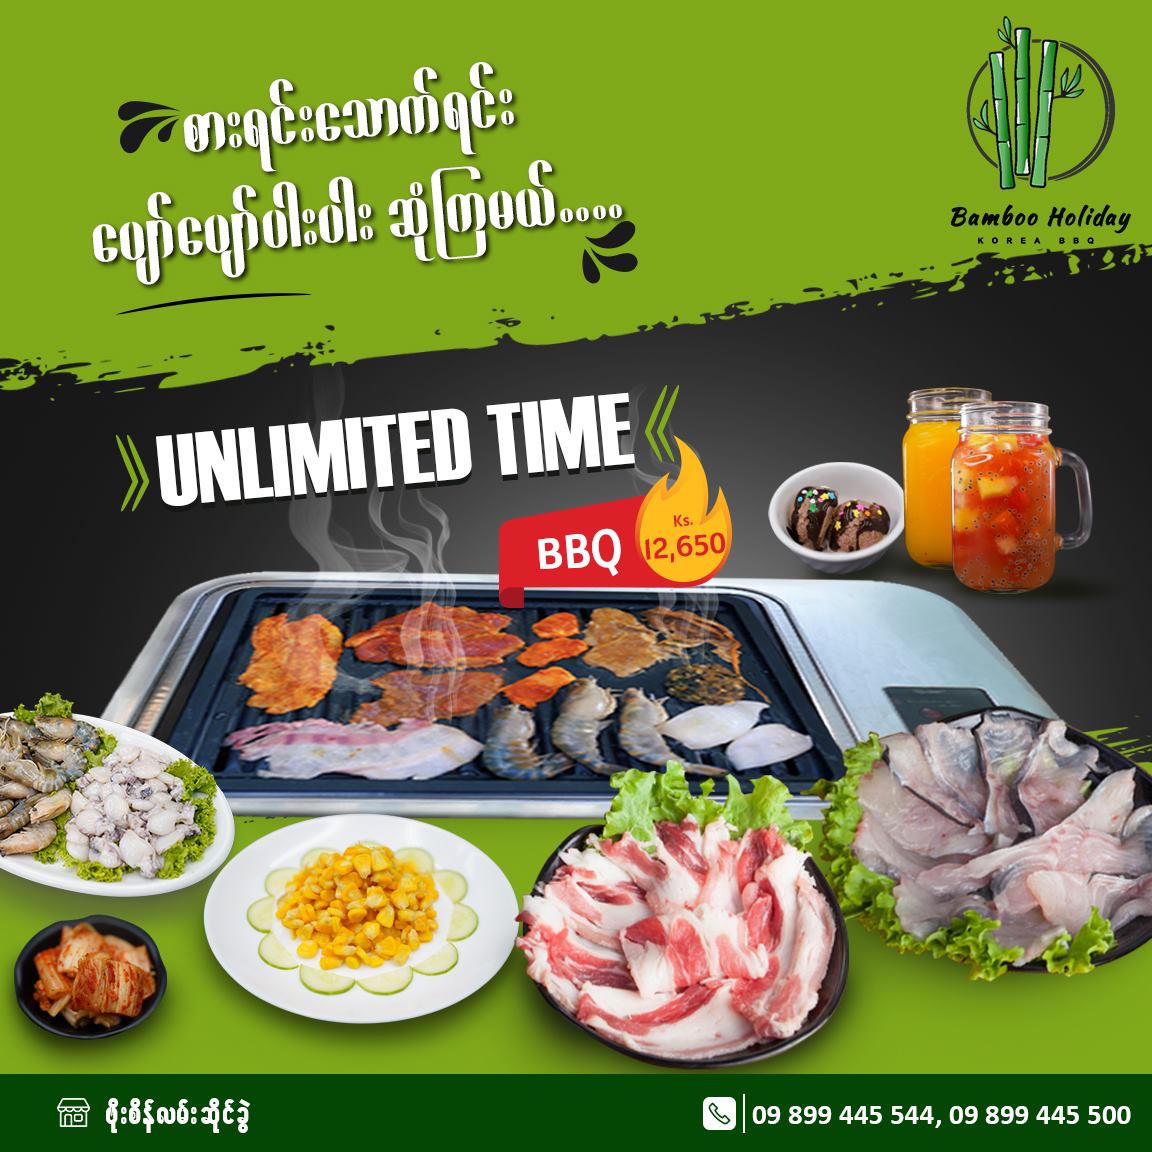 စားရင်းသောက်ရင်း
ပျော်ပျော်ပါးပါး ဆုံကြမယ်....
Bamboo Holiday
KOREA BBQ
UNLIMITED TIME
BBQ
Ks.
12,650
ဗိုးစိန်လမ်းဆိုင်ခွဲ
09 899 445 544, 09 899 445 500